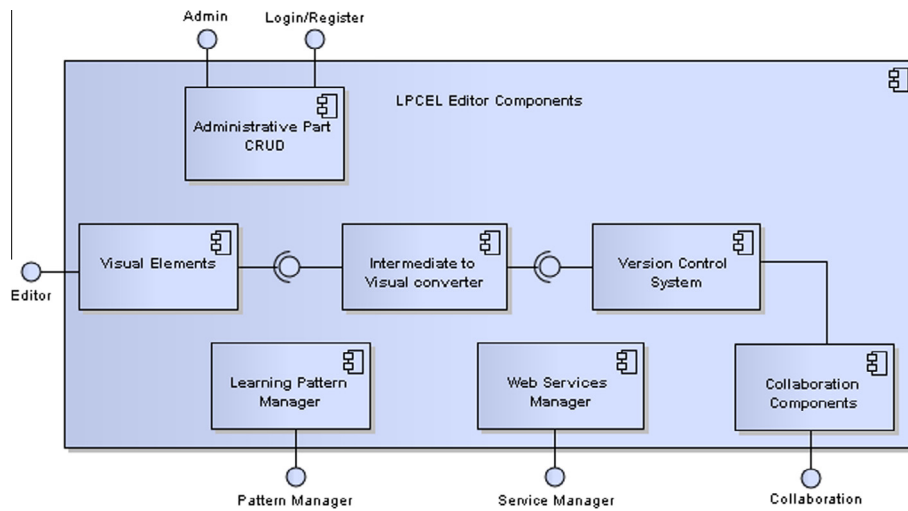 Admin
Login/Register
LPCEL Editor Components
Administrative Part
CRUD
Visual Elements
Intermediate to
Visual converter
Version Control
System
Editor
Learning Pattern
Manager
Web Services
Manager
Collaboration
Components
Pattern Manager
Service Manager
Collaboration